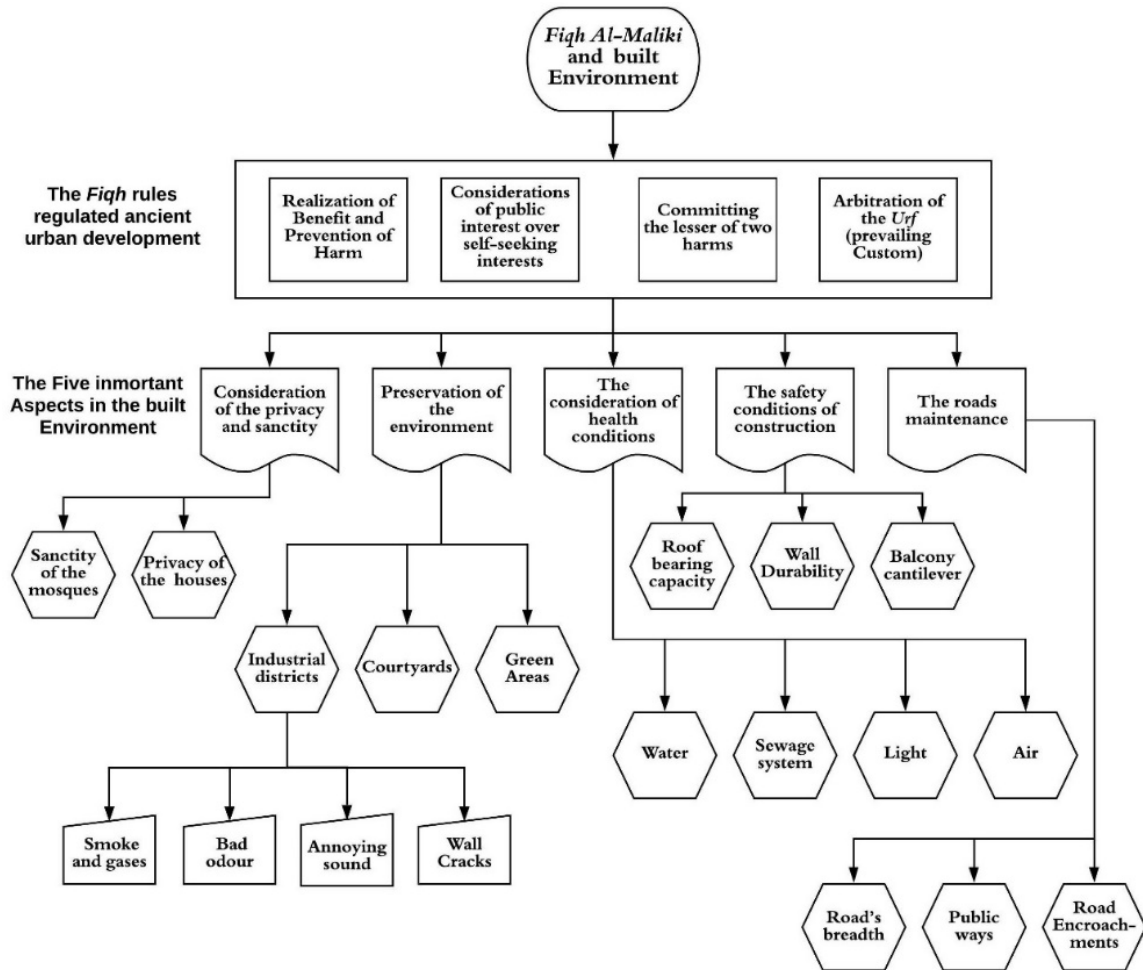 Fiqh Al-Maliki
and built
Environment
The Fiqh rules
regulated ancient
urban development
Realization of
Benefit and
Prevention of
Harm
Considerations
of public
interest over
self-seeking
interests
Committing
the lesser of two
harms
Arbitration of
the Urf
(prevailing
Custom)
The Five inmortant
Aspects in the built
Environment
Consideration
of the privacy
and sanctity
Preservation of
the
environment
The
consideration of
health
conditions
The safety
conditions of
construction
The roads
maintenance
Sanctity of
the
mosques
Privacy of
the houses
Roof
bearing
capacity
Wall
Durability
Balcony
cantilever
Industrial
districts
Courtyards
Green
Areas
Water
Sewage
system
Light
Air
Smoke
and gases
Bad
odour
Annoying
sound
Wall
Cracks
Road's
breadth
Public
ways
Road
Encroach-
ments